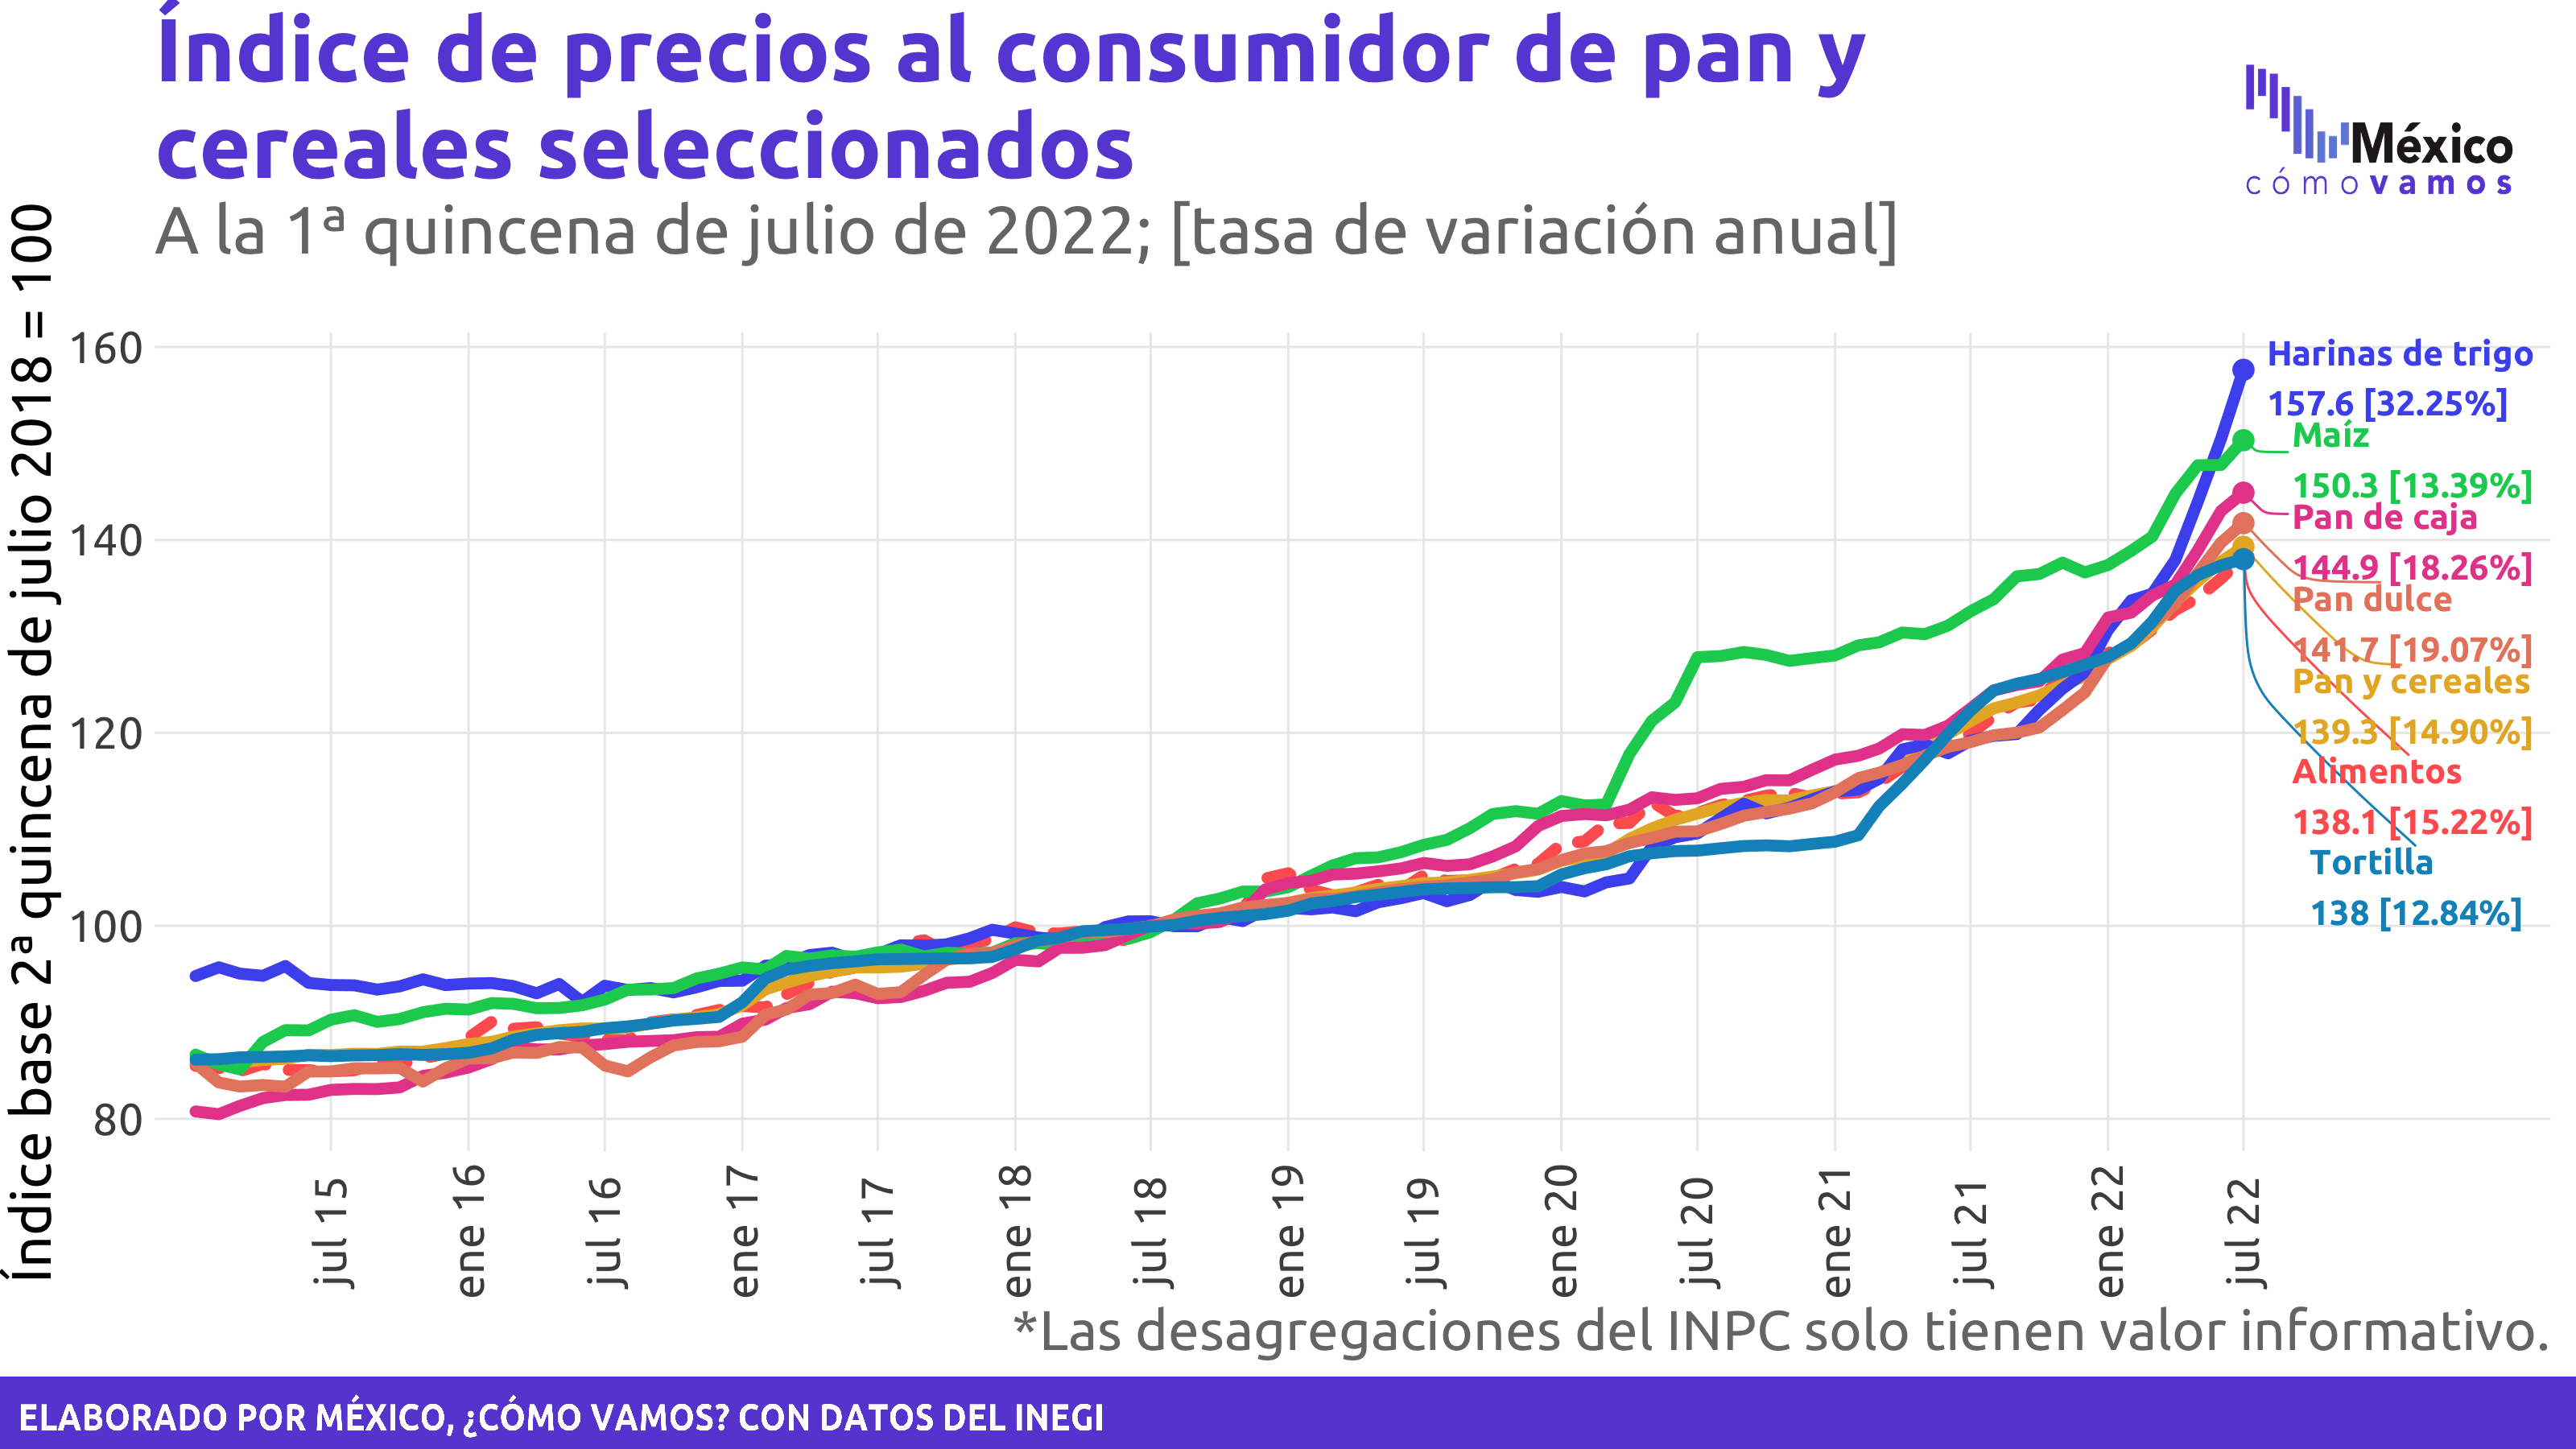 Índice de precios al consumidor de pan y
cereales seleccionados
A la 1ª quincena de julio de 2022; [tasa de variación anual]
México
cómo vamos
Índice base 2ª quincena de julio 2018 = 100
160
140
120
100
80
Harinas de trigo
157.6 [32.25%]
Maíz
150.3 [13.39%]
Pan de caja
144.9 [18.26%]
Pan dulce
141.7 [19.07%]
Pan y cereales
139.3 [14.90%]
Alimentos
138.1 [15.22%]
Tortilla
138 [12.84%]
jul 15
ene 16
jul 16
ene 17
jul 17
ene 18
jul 18
ene 19
jul 19
ene 20
jul 20
ene 21
jul 21
ene 22
jul 22
*Las desagregaciones del INPC solo tienen valor informativo.
ELABORADO POR MÉXICO, ¿CÓMO VAMOS? CON DATOS DEL INEGI